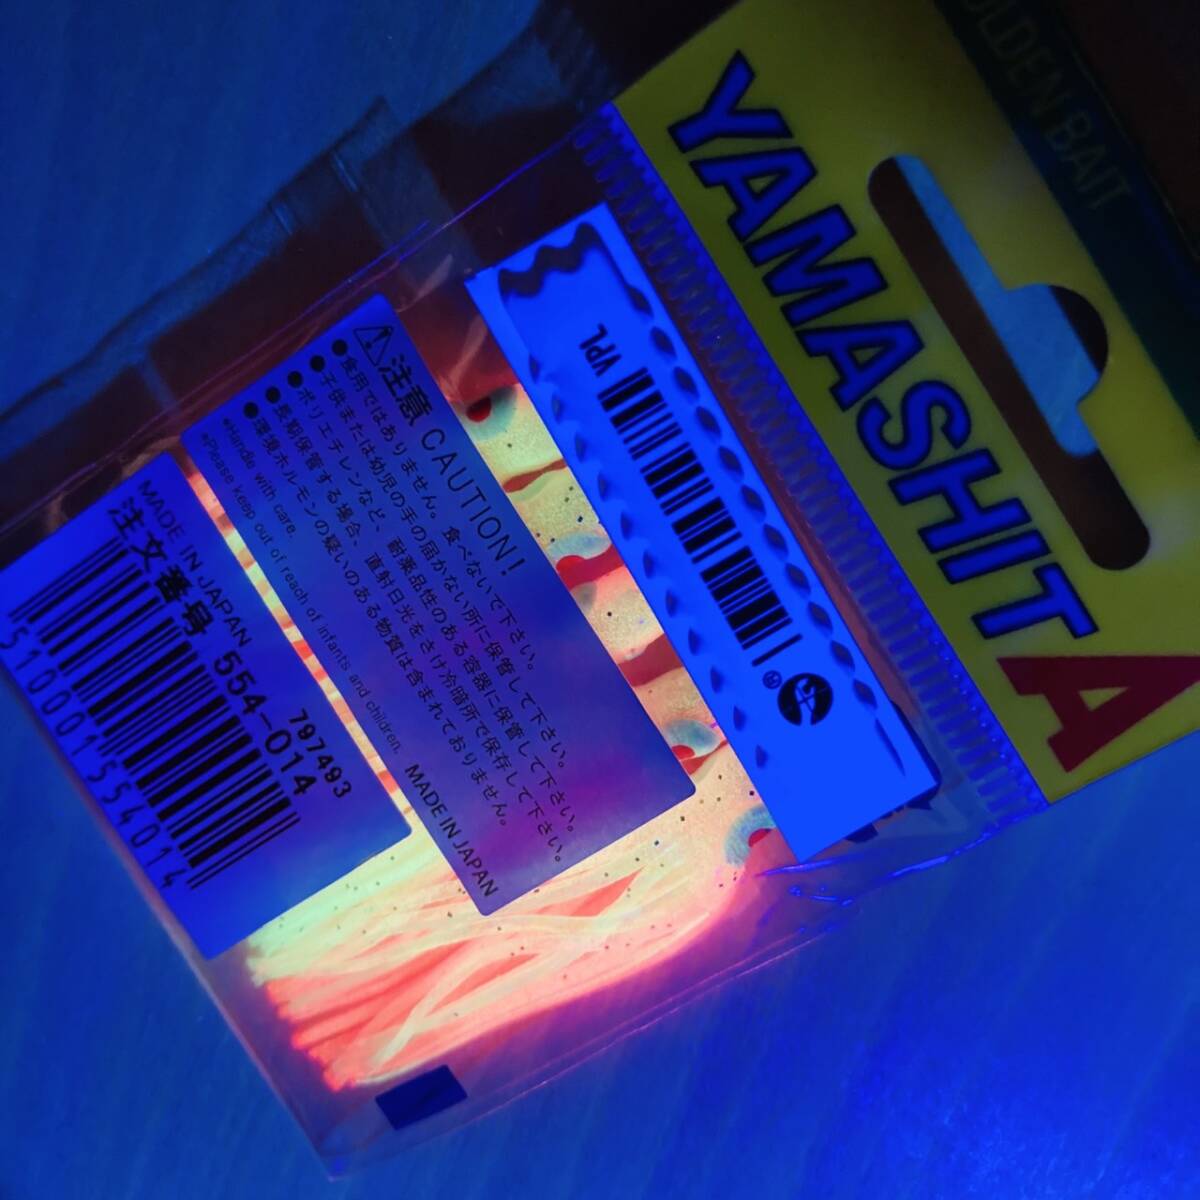 GOLDEN BAIT
YAMASHITA
VPL
⚠注意 CAUTION!
●食用ではありません。食べないで下さい。
●子供または幼児の手の届かない所に保管して下さい。
●ポリエチレンなど、耐薬品性のある容器に保管して下さい。
●長期保管する場合、直射日光をさけ冷暗所で保存して下さい。
●環境ホルモンの疑いのある物質は含まれておりません。
*Handle with care.
*Please keep out of reach of infants and children.
MADE IN JAPAN
MADE IN JAPAN 797493
注文番号 554-014
510001554014